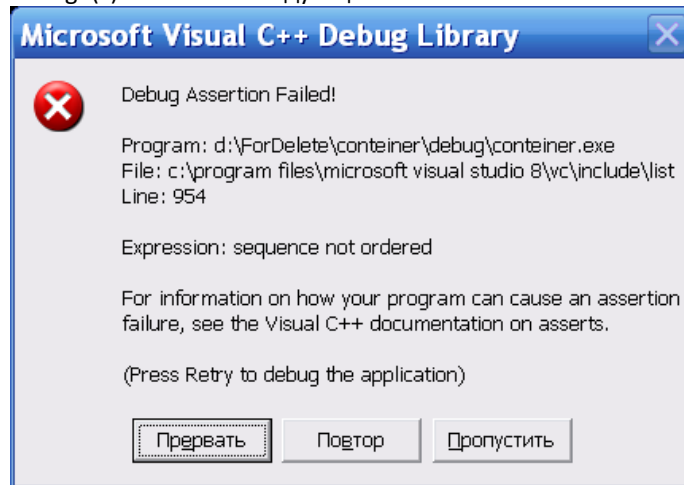 Microsoft Visual C++ Debug Library
Debug Assertion Failed!
Program: d:\ForDelete\conteiner\debug\conteiner.exe
File: c:\program files\microsoft visual studio 8\vc\include\list
Line: 954
Expression: sequence not ordered
For information on how your program can cause an assertion
failure, see the Visual C++ documentation on asserts.
(Press Retry to debug the application)
Прервать Повтор Пропустить